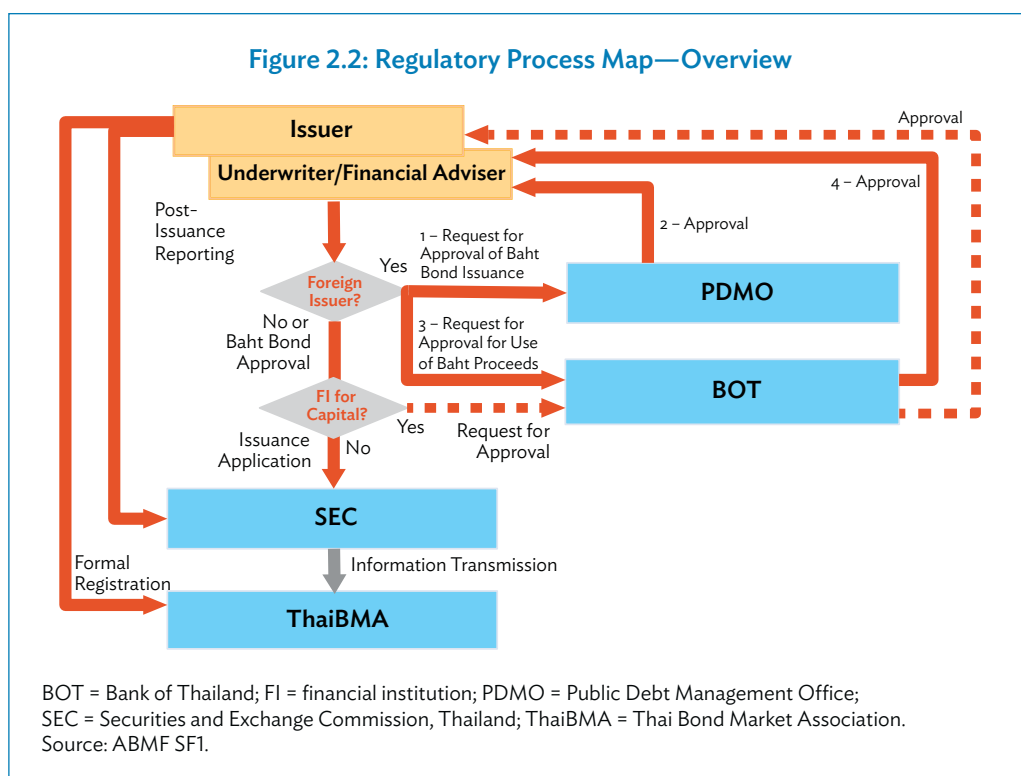 Figure 2.2: Regulatory Process Map—Overview
Issuer
Approval
Underwriter/Financial Adviser
4 – Approval
Post-
Issuance
Reporting
2 – Approval
1 – Request for
Approval of Baht
Bond Issuance
Yes
Foreign
Issuer?
PDMO
No or
Baht Bond
Approval
3 – Request for
Approval for Use
of Baht Proceeds
BOT
FI for
Capital?
Yes
Request for
Approval
Issuance
Application
No
SEC
Information Transmission
Formal
Registration
ThaiBMA
BOT = Bank of Thailand; FI = financial institution; PDMO = Public Debt Management Office;
SEC = Securities and Exchange Commission, Thailand; ThaiBMA = Thai Bond Market Association.
Source: ABMF SF1.